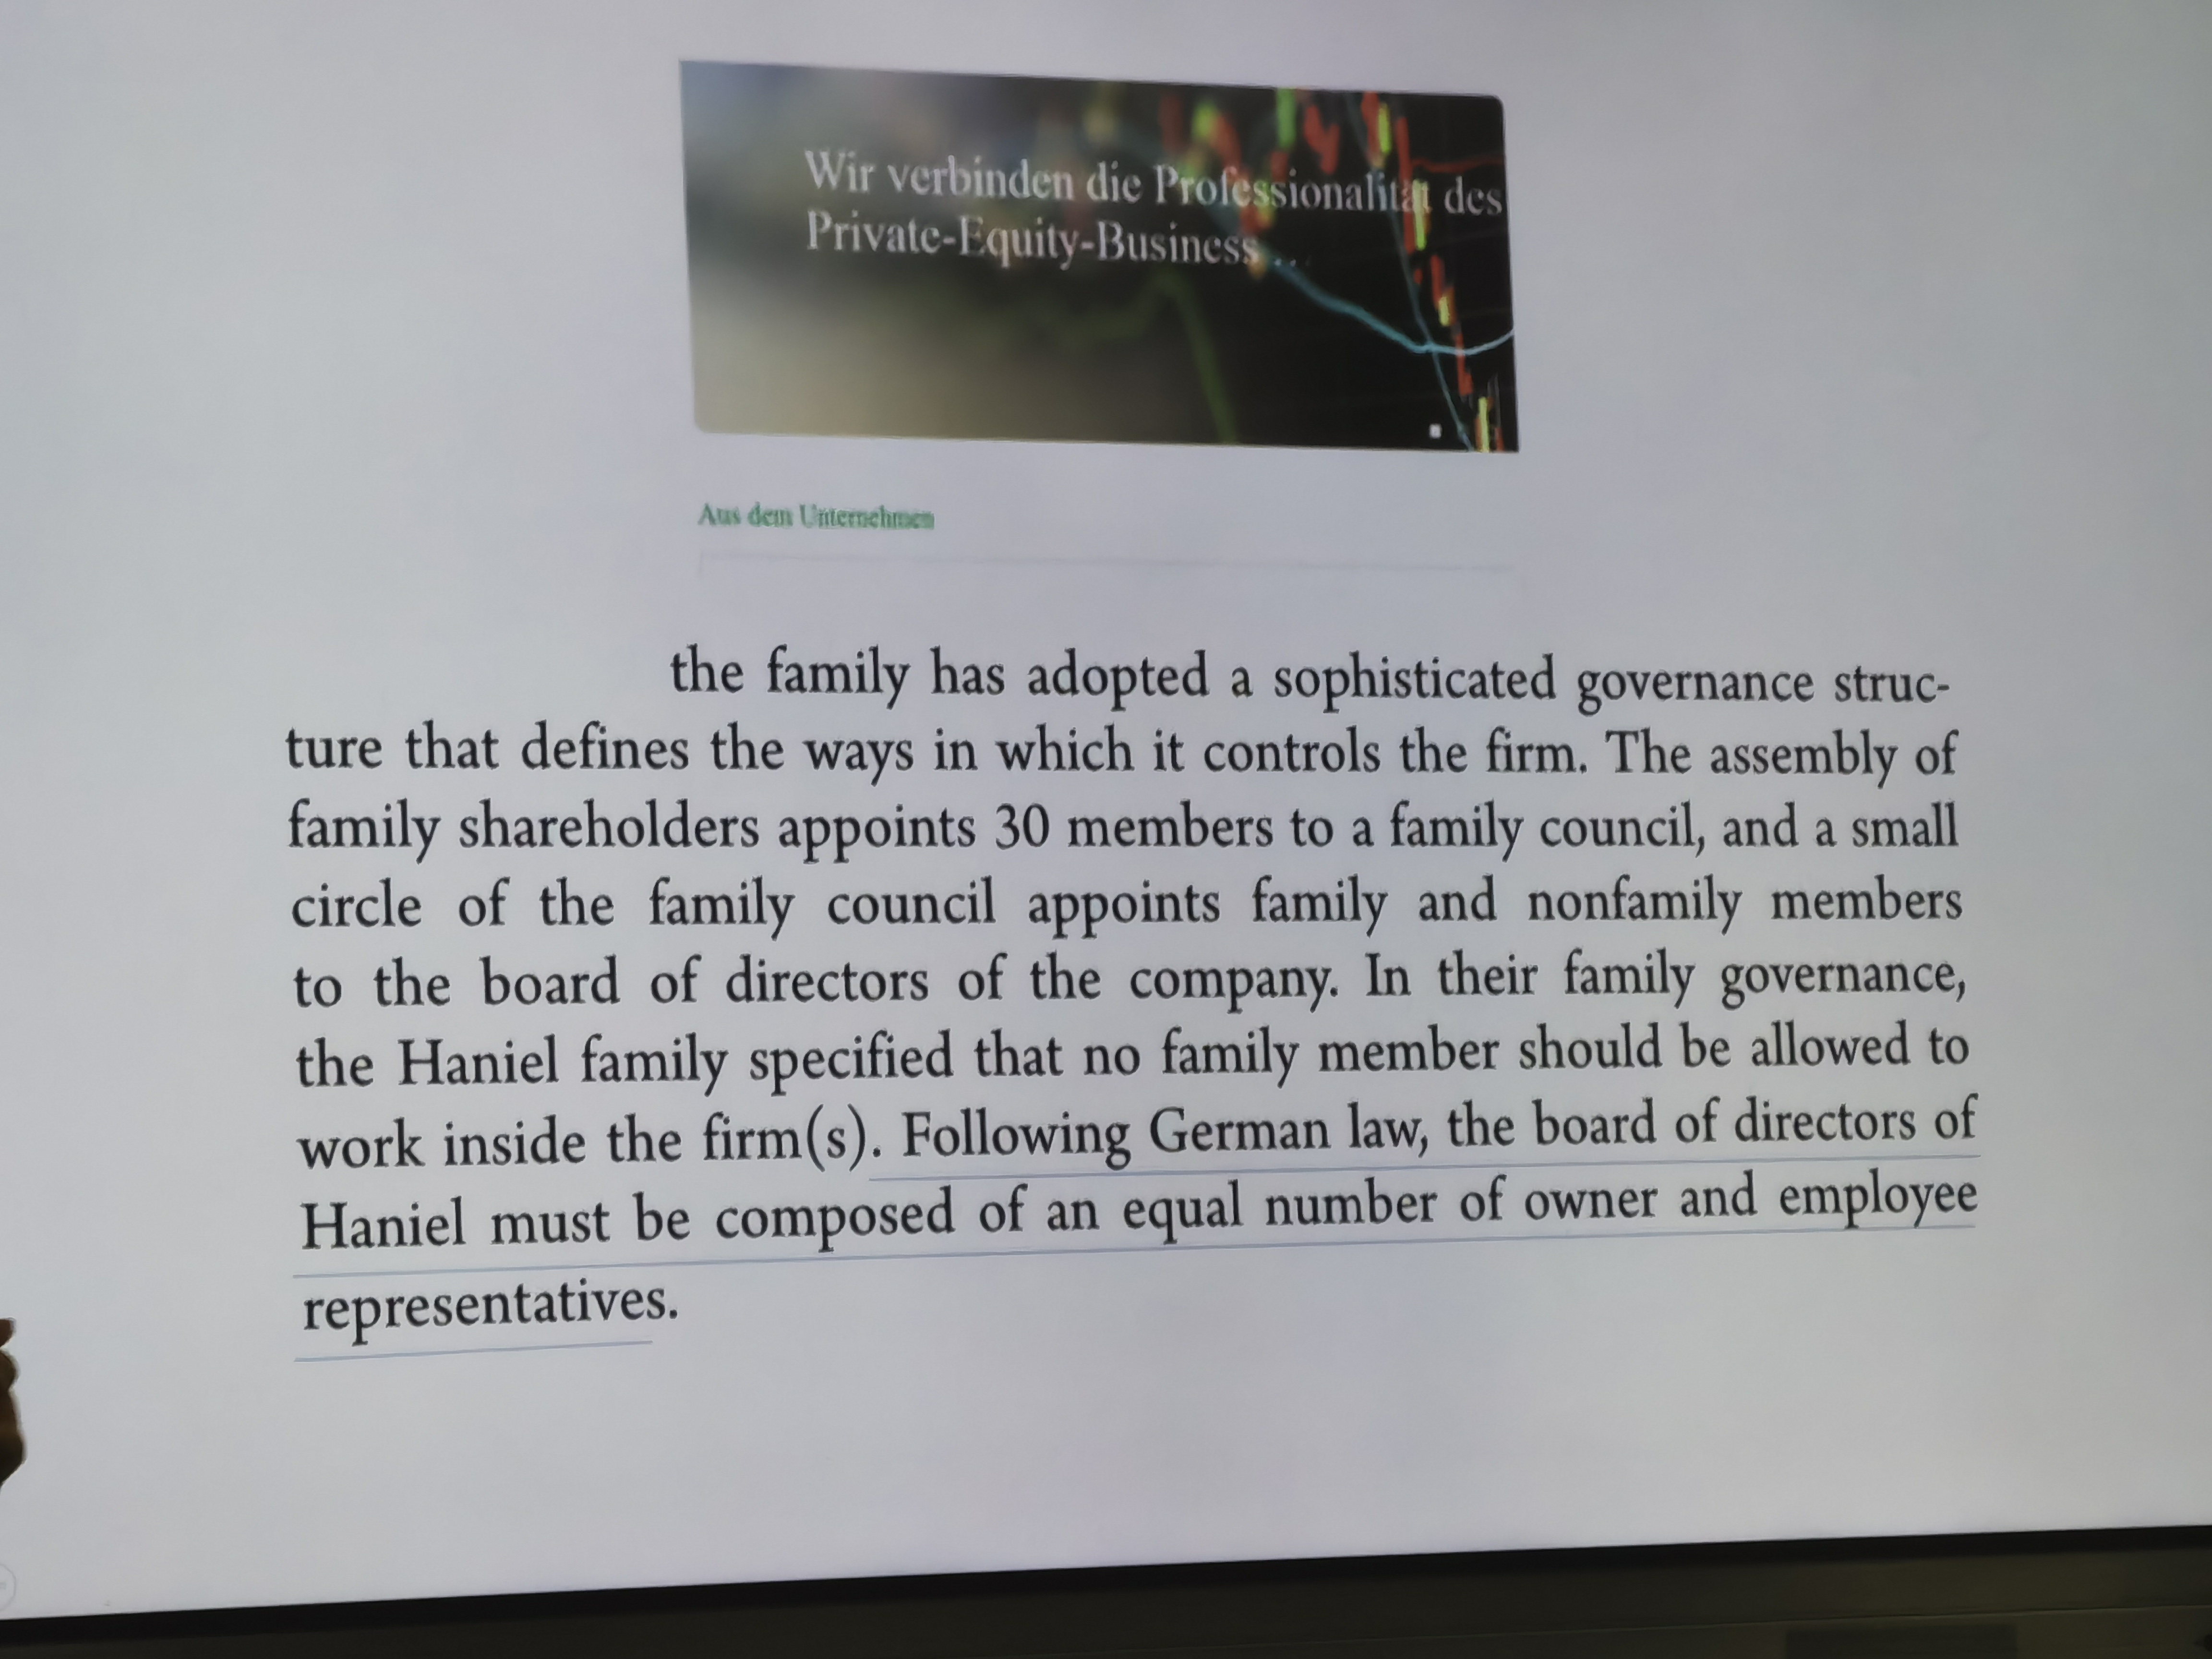 Wir verbinden die Professionalität des
Private-Equity-Business ...
Aus dem Unternehmen
the family has adopted a sophisticated governance struc-
ture that defines the ways in which it controls the firm. The assembly of
family shareholders appoints 30 members to a family council, and a small
circle of the family council appoints family and nonfamily members
to the board of directors of the company. In their family governance,
the Haniel family specified that no family member should be allowed to
work inside the firm(s). Following German law, the board of directors of
Haniel must be composed of an equal number of owner and employee
representatives.